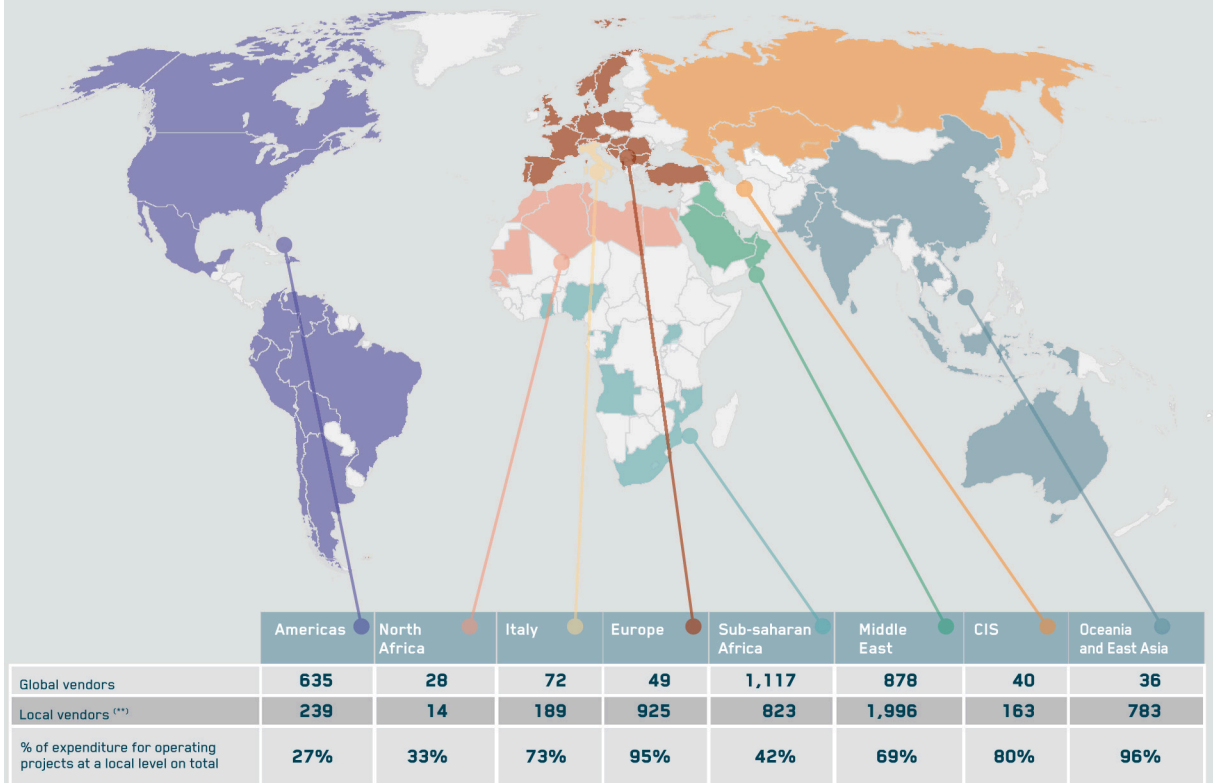 Americas North Africa Italy Europe Sub-saharan Africa Middle East CIS Oceania and East Asia
Global vendors 635 28 72 49 1,117 878 40 36
Local vendors (**) 239 14 189 925 823 1,996 163 783
% of expenditure for operating
projects at a local level on total 27% 33% 73% 95% 42% 69% 80% 96%